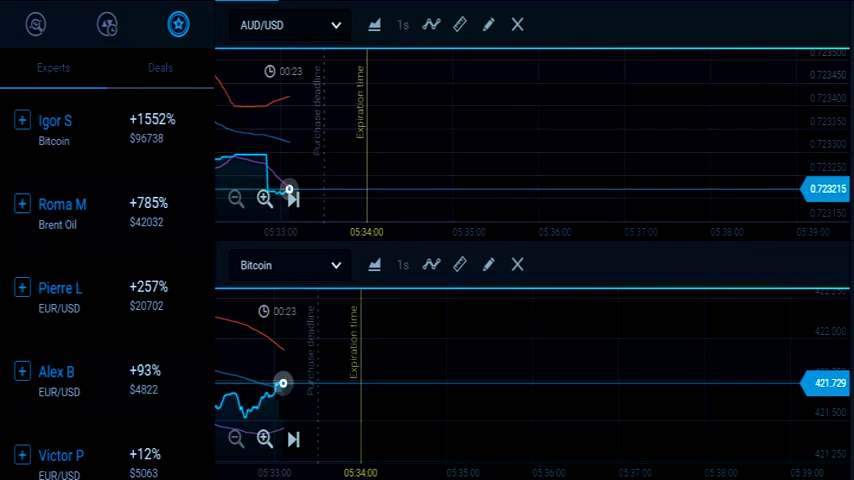 Experts Deals
+ Igor S +1552%
Bitcoin $96738
+ Roma M +785%
Brent Oil $42032
+ Pierre L +257%
EUR/USD $20702
+ Alex B +93%
EUR/USD $4822
+ Victor P +12%
EUR/USD $5063
AUD/USD 1s
00:23
Purchase deadline
Expiration time
0.723500
0.723450
0.723400
0.723350
0.723300
0.723250
0.723215
0.723150
05:33:00 05:34:00 05:35:00 05:36:00 05:37:00 05:38:00 05:39:00
Bitcoin 1s
00:23
Purchase deadline
Expiration time
422.250
422.000
421.729
421.500
421.250
05:33:00 05:34:00 05:35:00 05:36:00 05:37:00 05:38:00 05:39:00